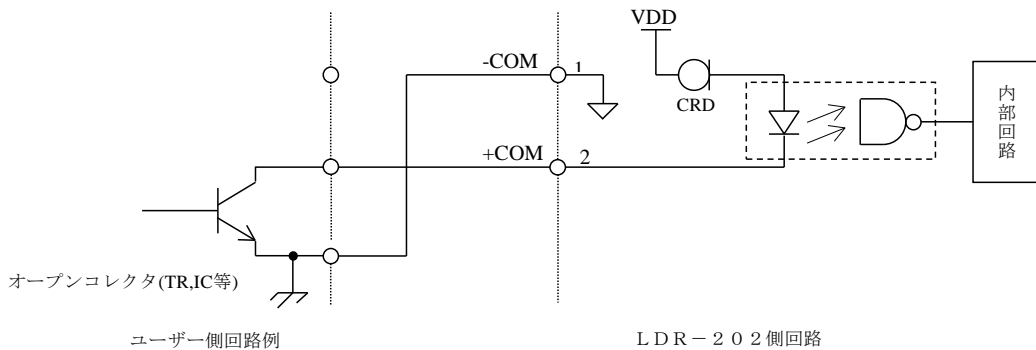 VDD
-COM
1
CRD
+COM
2
内部回路
オープンコレクタ(TR,IC等)
ユーザー側回路例
ＬＤＲ－２０２側回路